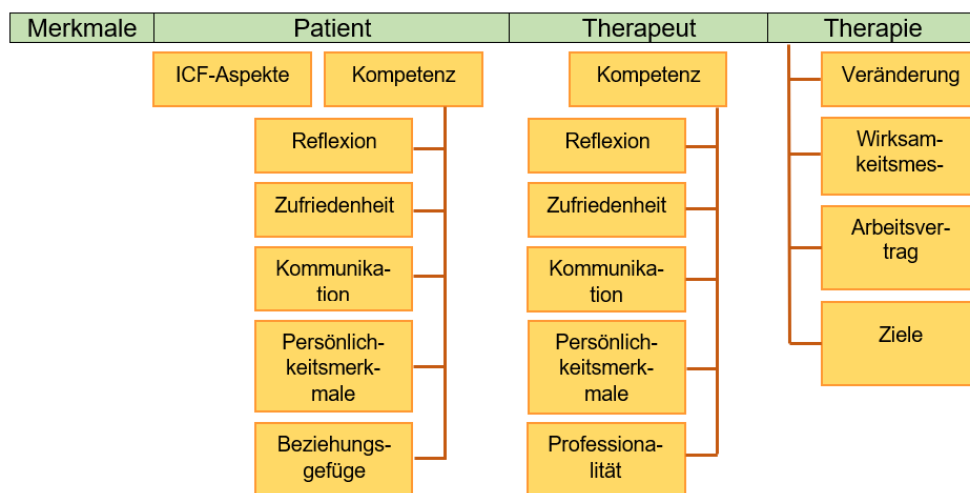 Merkmale
Patient
Therapeut
Therapie
ICF-Aspekte
Kompetenz
Reflexion
Zufriedenheit
Kommunika-
tion
Persönlich-
keitsmerk-
male
Beziehungs-
gefüge
Kompetenz
Reflexion
Zufriedenheit
Kommunika-
tion
Persönlich-
keitsmerk-
male
Professiona-
lität
Veränderung
Wirksam-
keitsmes-
Arbeitsver-
trag
Ziele